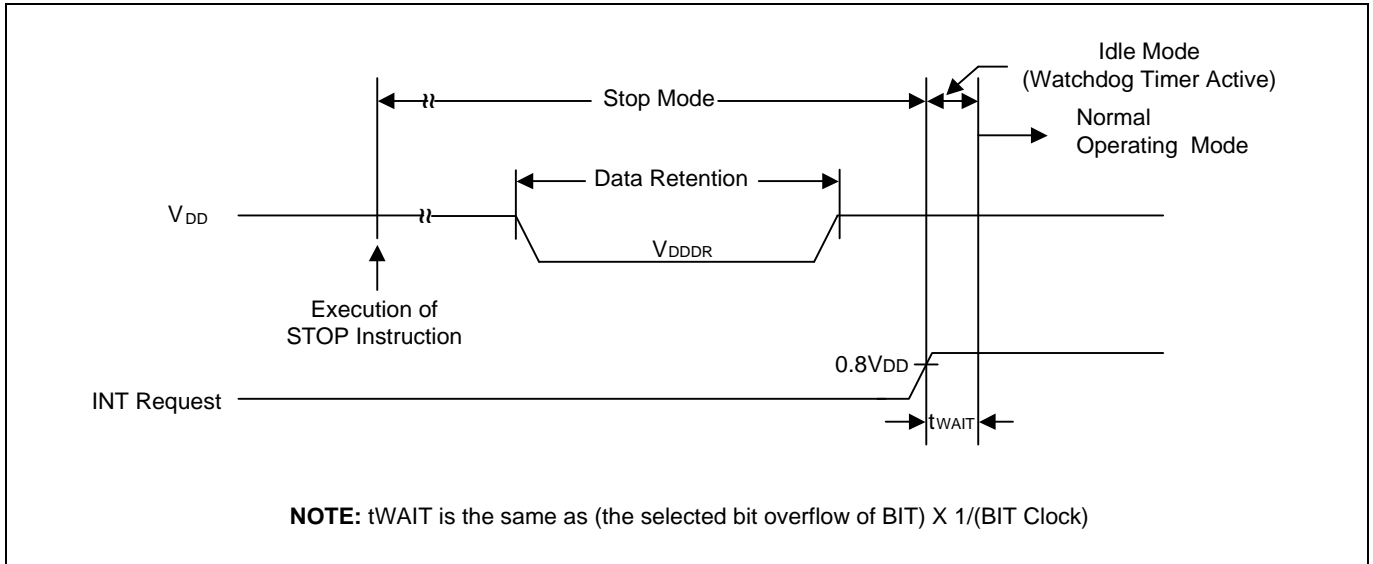 Idle Mode
(Watchdog Timer Active)
Stop Mode
Normal
Operating Mode
Data Retention
VDD
VDDDR
Execution of
STOP Instruction
0.8VDD
INT Request
tWAIT
NOTE: tWAIT is the same as (the selected bit overflow of BIT) X 1/(BIT Clock)